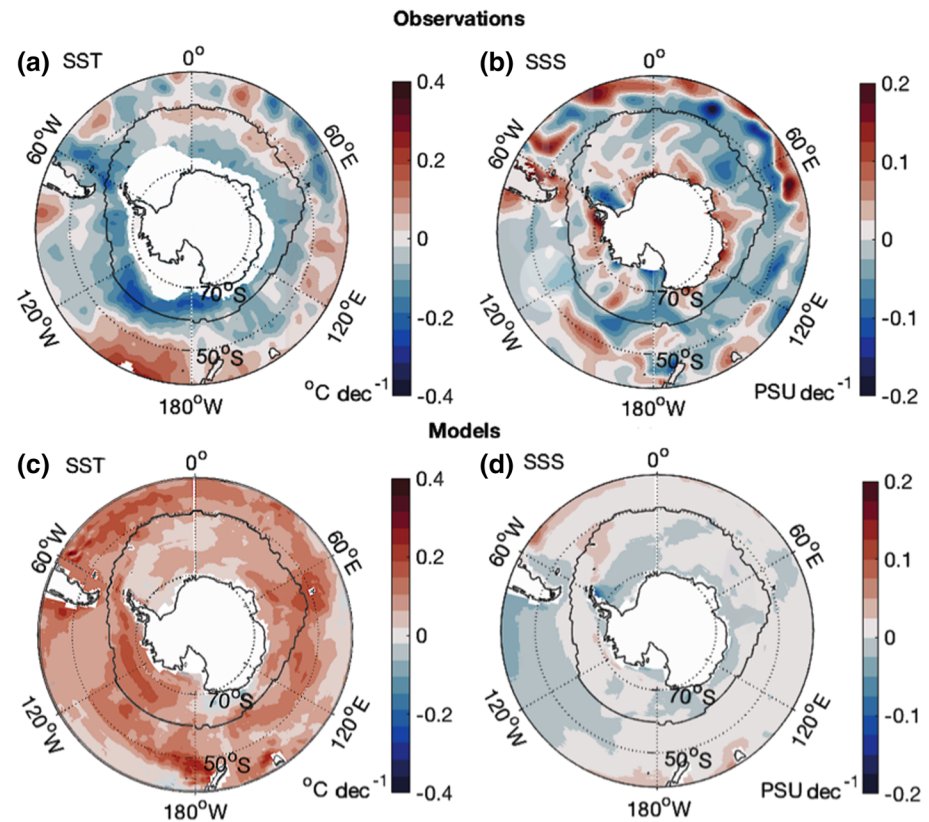 Observations
(a) SST
0°
60°W
60°E
120°W
120°E
70°S
50°S
180°W
°C dec⁻¹
0.4
0.2
0
-0.2
-0.4
(b) SSS
0°
60°W
60°E
120°W
120°E
70°S
50°S
180°W
PSU dec⁻¹
0.2
0.1
0
-0.1
-0.2
Models
(c) SST
0°
60°W
60°E
120°W
120°E
70°S
50°S
180°W
°C dec⁻¹
0.4
0.2
0
-0.2
-0.4
(d) SSS
0°
60°W
60°E
120°W
120°E
70°S
50°S
180°W
PSU dec⁻¹
0.2
0.1
0
-0.1
-0.2